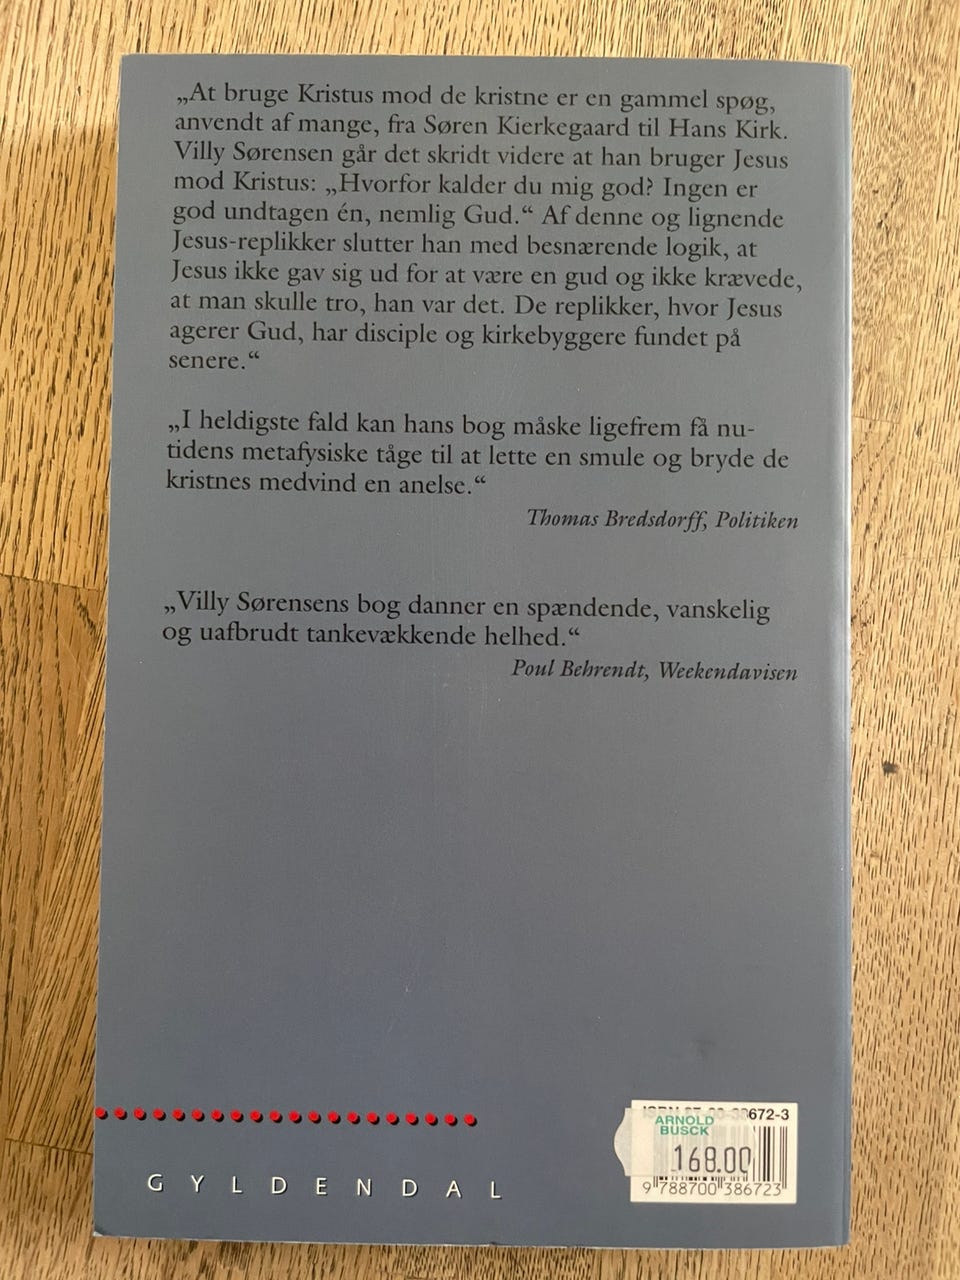 „At bruge Kristus mod de kristne er en gammel spøg,
anvendt af mange, fra Søren Kierkegaard til Hans Kirk.
Villy Sørensen går det skridt videre at han bruger Jesus
mod Kristus: „Hvorfor kalder du mig god? Ingen er
god undtagen én, nemlig Gud.“ Af denne og lignende
Jesus-replikker slutter han med besnærende logik, at
Jesus ikke gav sig ud for at være en gud og ikke krævede,
at man skulle tro, han var det. De replikker, hvor Jesus
agerer Gud, har disciple og kirkebyggere fundet på
senere.“
„I heldigste fald kan hans bog måske ligefrem få nu-
tidens metafysiske tåge til at lette en smule og bryde de
kristnes medvind en anelse.“
Thomas Bredsdorff, Politiken
„Villy Sørensens bog danner en spændende, vanskelig
og uafbrudt tankevækkende helhed.“
Poul Behrendt, Weekendavisen
GYLDENDAL
672-3
ARNOLD
BUSCK
168.00
9 788700 386723